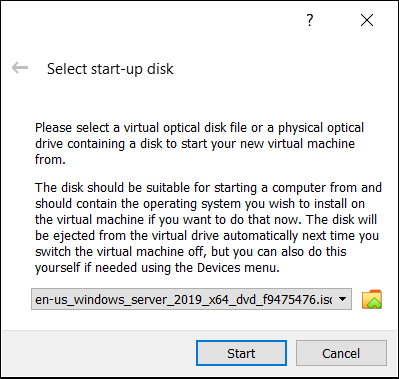 ?
Select start-up disk
Please select a virtual optical disk file or a physical optical
drive containing a disk to start your new virtual machine
from.
The disk should be suitable for starting a computer from and
should contain the operating system you wish to install on
the virtual machine if you want to do that now. The disk will
be ejected from the virtual drive automatically next time you
switch the virtual machine off, but you can also do this
yourself if needed using the Devices menu.
en-us_windows_server_2019_x64_dvd_f9475476.iso
Start
Cancel